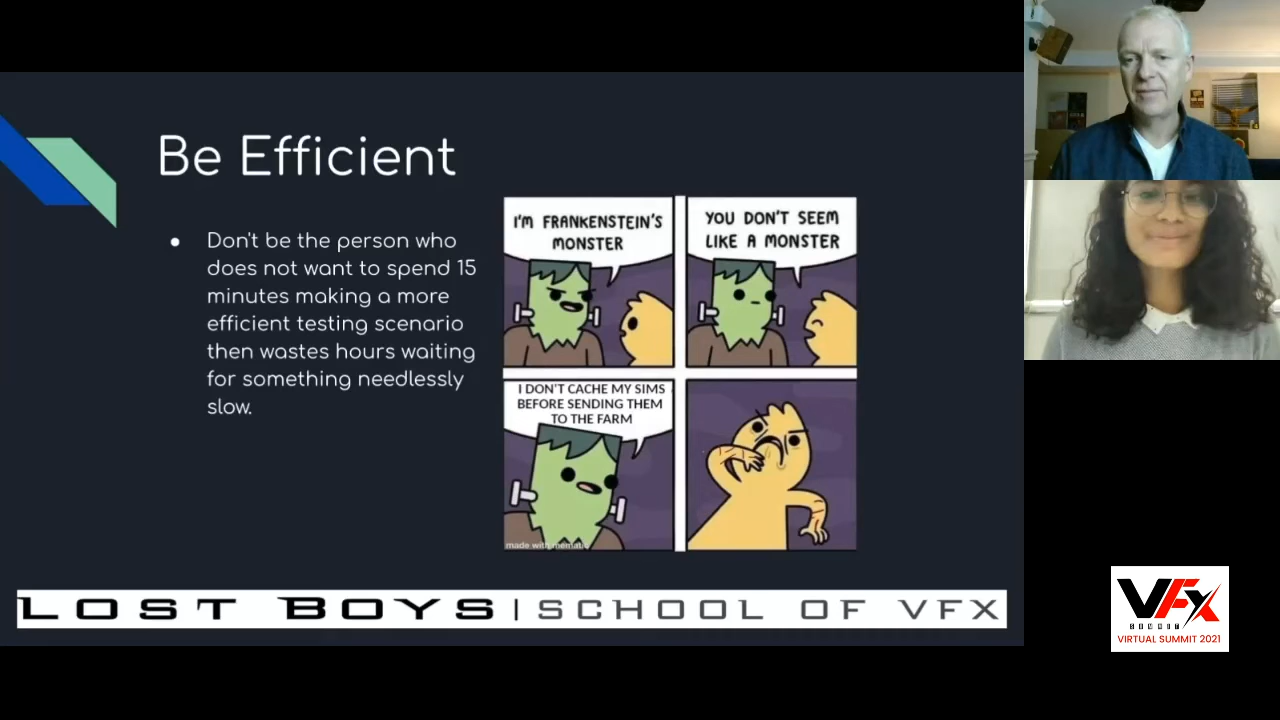 Be Efficient
● Don't be the person who
does not want to spend 15
minutes making a more
efficient testing scenario
then wastes hours waiting
for something needlessly
slow.
I'M FRANKENSTEIN'S
MONSTER
YOU DON'T SEEM
LIKE A MONSTER
I DON'T CACHE MY SIMS
BEFORE SENDING THEM
TO THE FARM
made with mematic
LOST BOYS | SCHOOL OF VFX
VFX
SUMMIT
VIRTUAL SUMMIT 2021